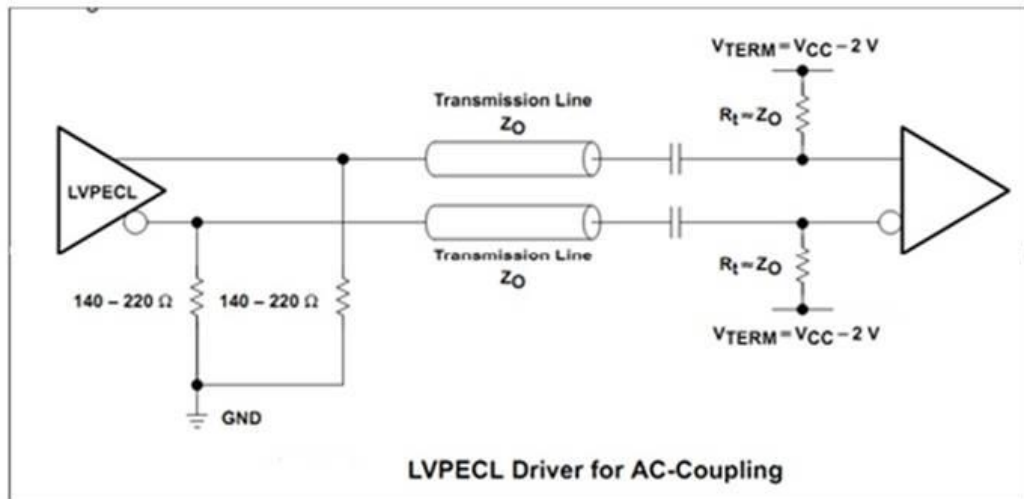 VTERM=VCC-2 V
Transmission Line
ZO
Rt≈ZO
LVPECL
Transmission Line
ZO
Rt≈ZO
140 – 220 Ω
140 – 220 Ω
VTERM=VCC-2 V
GND
LVPECL Driver for AC-Coupling